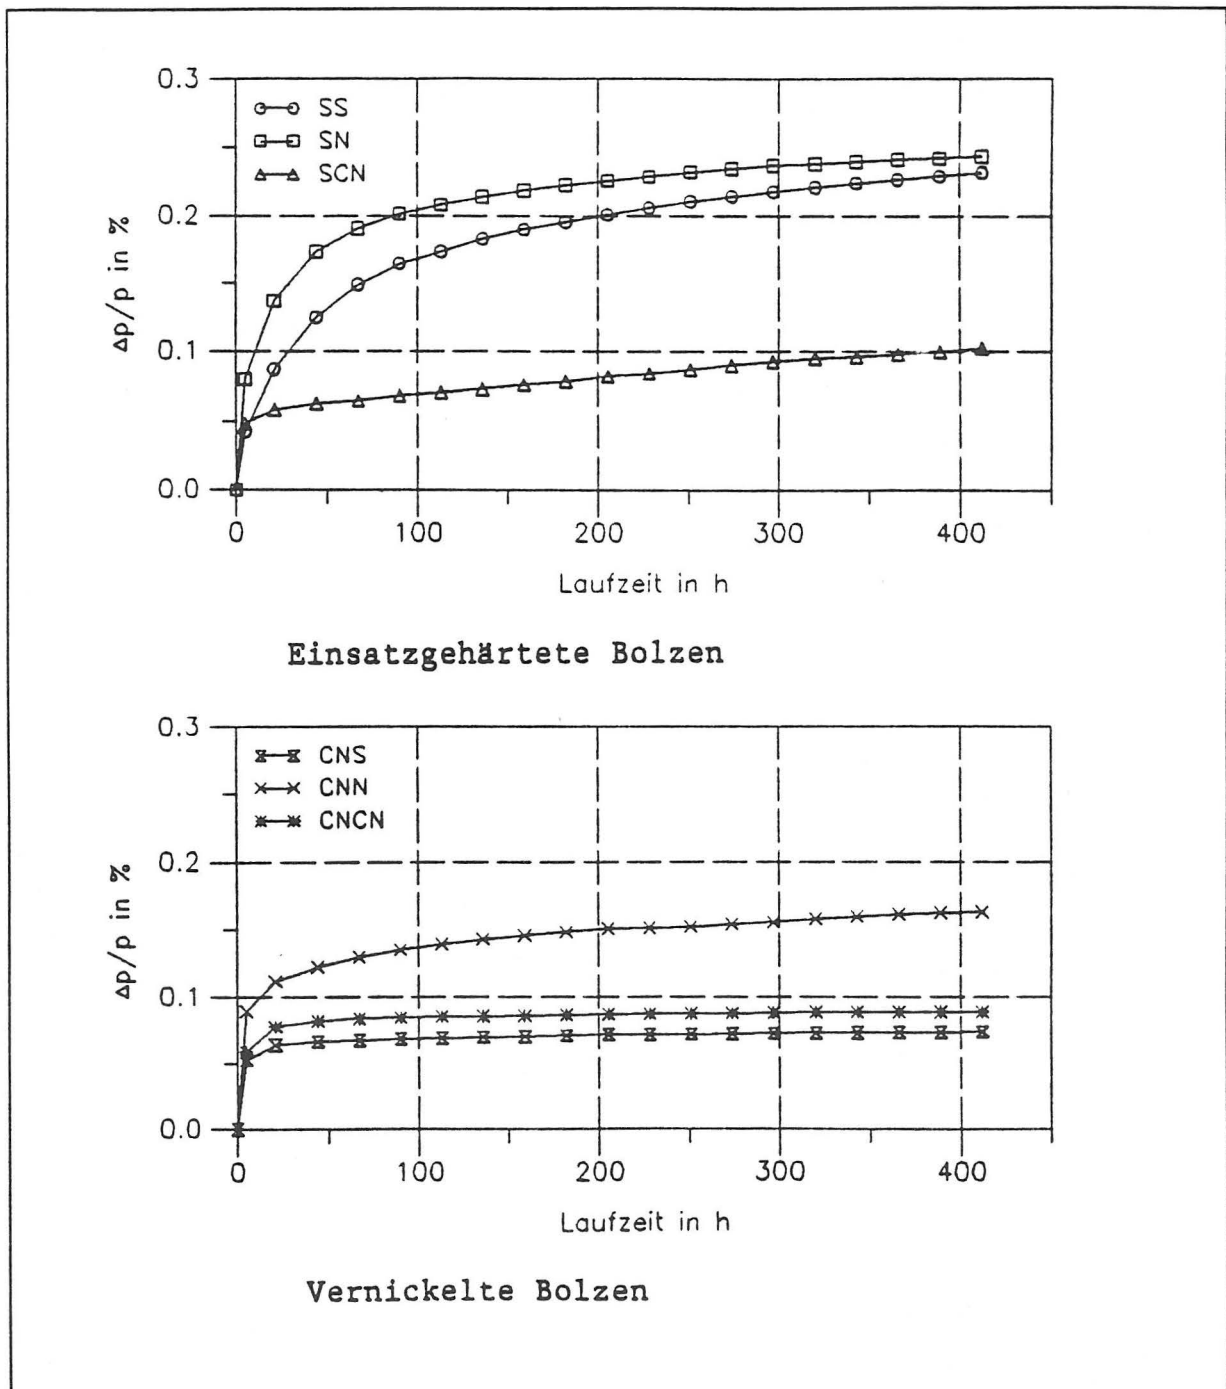 0.3
SS
SN
SCN
0.2
Δp/p in %
0.1
0.0
0 100 200 300 400
Laufzeit in h
Einsatzgehärtete Bolzen
0.3
CNS
CNN
CNCN
0.2
Δp/p in %
0.1
0.0
0 100 200 300 400
Laufzeit in h
Vernickelte Bolzen